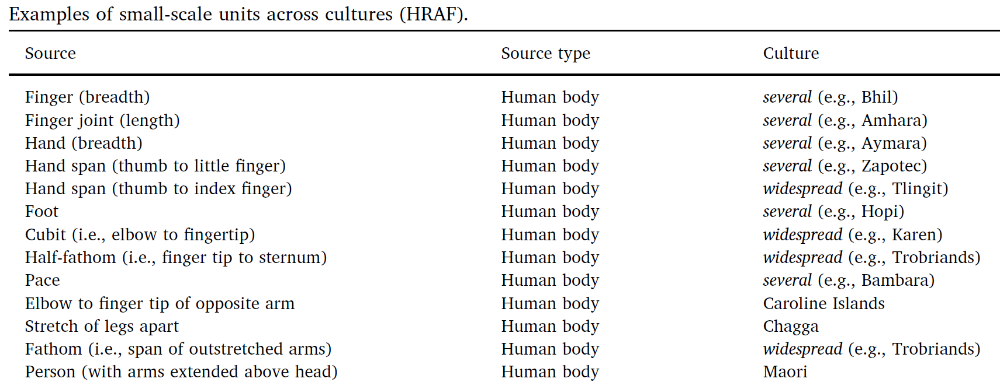 Examples of small-scale units across cultures (HRAF).
Source Source type Culture
Finger (breadth) Human body several (e.g., Bhil)
Finger joint (length) Human body several (e.g., Amhara)
Hand (breadth) Human body several (e.g., Aymara)
Hand span (thumb to little finger) Human body several (e.g., Zapotec)
Hand span (thumb to index finger) Human body widespread (e.g., Tlingit)
Foot Human body several (e.g., Hopi)
Cubit (i.e., elbow to fingertip) Human body widespread (e.g., Karen)
Half-fathom (i.e., finger tip to sternum) Human body widespread (e.g., Trobriands)
Pace Human body several (e.g., Bambara)
Elbow to finger tip of opposite arm Human body Caroline Islands
Stretch of legs apart Human body Chagga
Fathom (i.e., span of outstretched arms) Human body widespread (e.g., Trobriands)
Person (with arms extended above head) Human body Maori